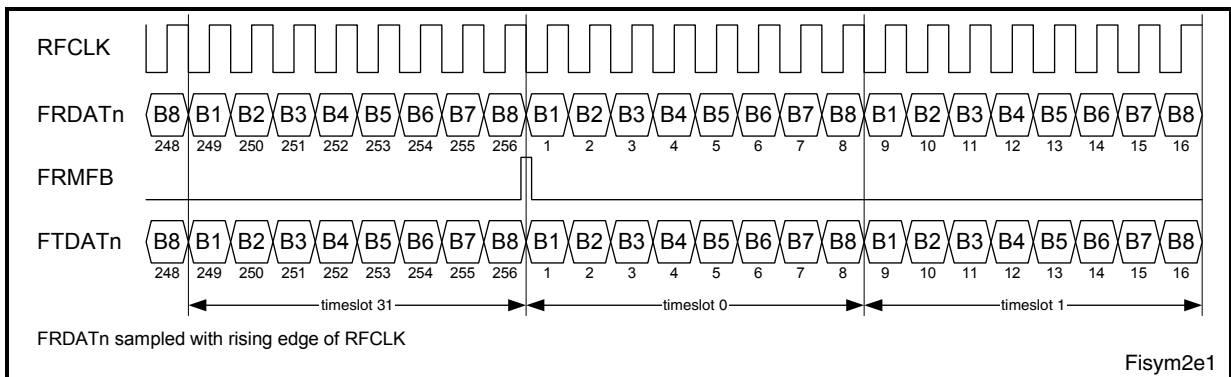 RFCLK
FRDATn B8 B1 B2 B3 B4 B5 B6 B7 B8 B1 B2 B3 B4 B5 B6 B7 B8 B1 B2 B3 B4 B5 B6 B7 B8
248 249 250 251 252 253 254 255 256 1 2 3 4 5 6 7 8 9 10 11 12 13 14 15 16
FRMFB
FTDATn B8 B1 B2 B3 B4 B5 B6 B7 B8 B1 B2 B3 B4 B5 B6 B7 B8 B1 B2 B3 B4 B5 B6 B7 B8
248 249 250 251 252 253 254 255 256 1 2 3 4 5 6 7 8 9 10 11 12 13 14 15 16
timeslot 31 timeslot 0 timeslot 1
FRDATn sampled with rising edge of RFCLK
Fisym2e1